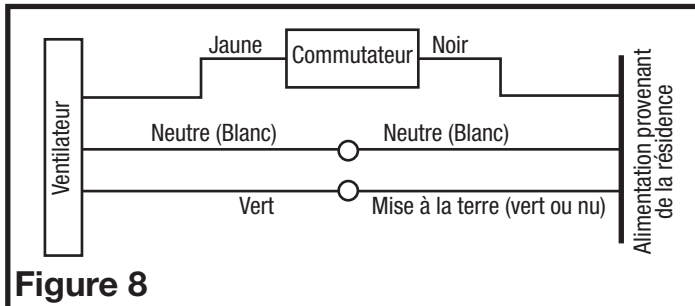 Jaune
Commutateur
Noir
Ventilateur
Neutre (Blanc)
Neutre (Blanc)
Vert
Mise à la terre (vert ou nu)
Alimentation provenant
de la résidence
Figure 8